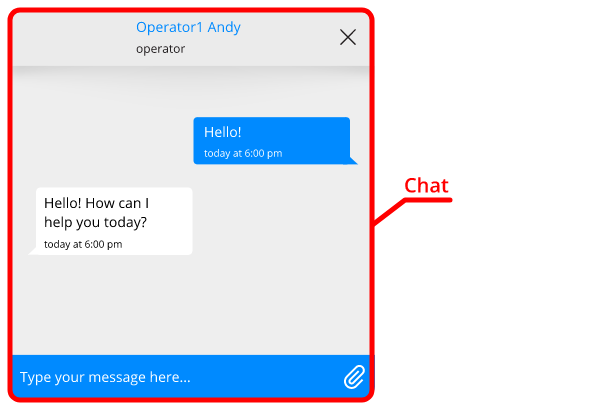 Operator1 Andy
operator
Hello!
today at 6:00 pm
Chat
Hello! How can I
help you today?
today at 6:00 pm
Type your message here...